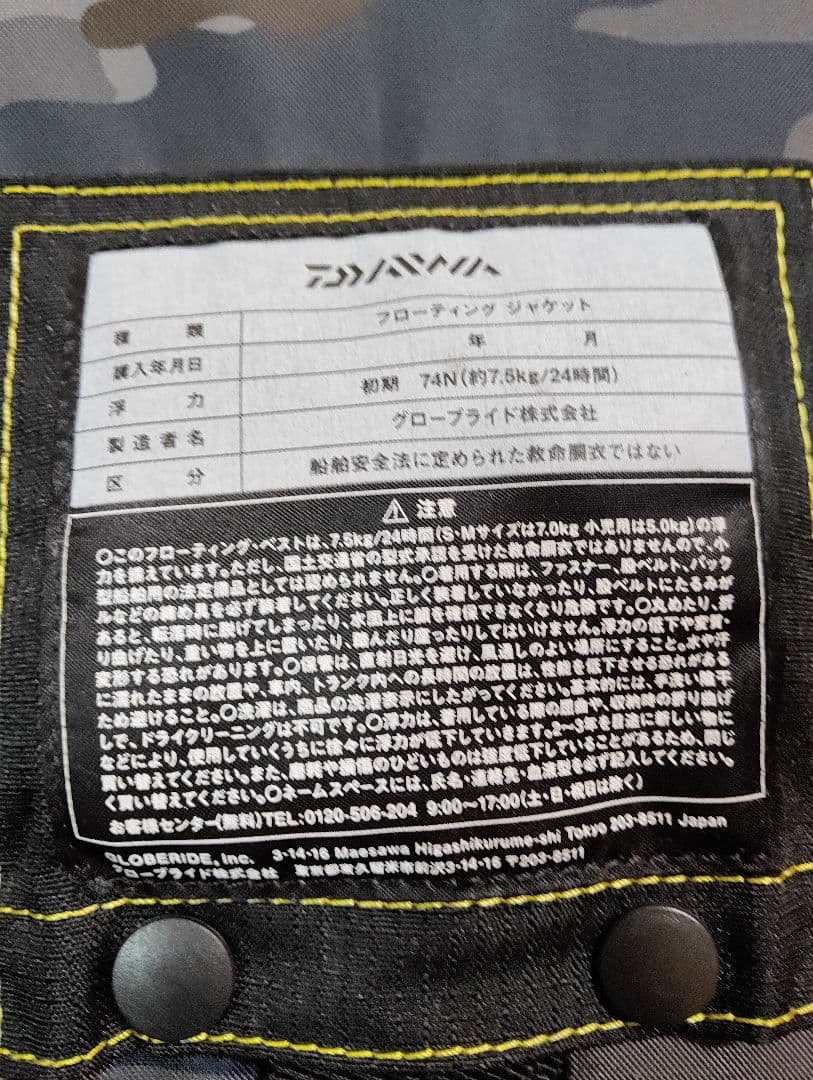 DAIWA
種類 フローティング ジャケット
購入年月日 年 月
浮力 初期 74N(約7.5kg/24時間)
製造者名 グローブライド株式会社
区分 船舶安全法に定められた救命胴衣ではない
⚠ 注意
〇このフローティング・ベストは、7.5kg/24時間(S・Mサイズは7.0kg 小児用は5.0kg)の浮
力を備えています。ただし、国土交通省の型式承認を受けた救命胴衣ではありませんので、小
型船舶用の法定備品としては認められません。〇着用する際は、ファスナー、股ベルト、バック
ルなどの締め具を必ず装着してください。正しく装着していなかったり、股ベルトにたるみが
あると、転落時に脱げてしまったり、水面上に顔を確保できなくなり危険です。〇丸めたり、折
り曲げたり、重い物を上に置いたり、踏んだり座ったりしてはいけません。浮力の低下や変質・
変形する恐れがあります。〇保管は、直射日光を避け、風通しのよい場所にすること。水や汗
に濡れたままの放置や、車内、トランク内への長時間の放置は、性能を低下させる恐れがある
ため避けること。〇洗濯は、商品の洗濯表示にしたがってください。基本的には、手洗い陰干
して、ドライクリーニングは不可です。〇浮力は、着用している際の圧縮や、収納時の折り曲げ
などにより、使用していくうちに徐々に浮力が低下していきます。2〜3年を目途に新しい物に
買い替えてください。また、磨耗や損傷のひどいものは強度低下していることがあるため、同じ
く買い替えてください。〇ネームスペースには、氏名・連絡先・血液型を必ず記入してください。
お客様センター(無料)TEL:0120-506-204 9:00〜17:00(土・日・祝日は除く)
GLOBERIDE, Inc. 3-14-16 Maesawa Higashikurume-shi Tokyo 203-8511 Japan
グローブライド株式会社 東京都東久留米市前沢3-14-16 〒203-8511